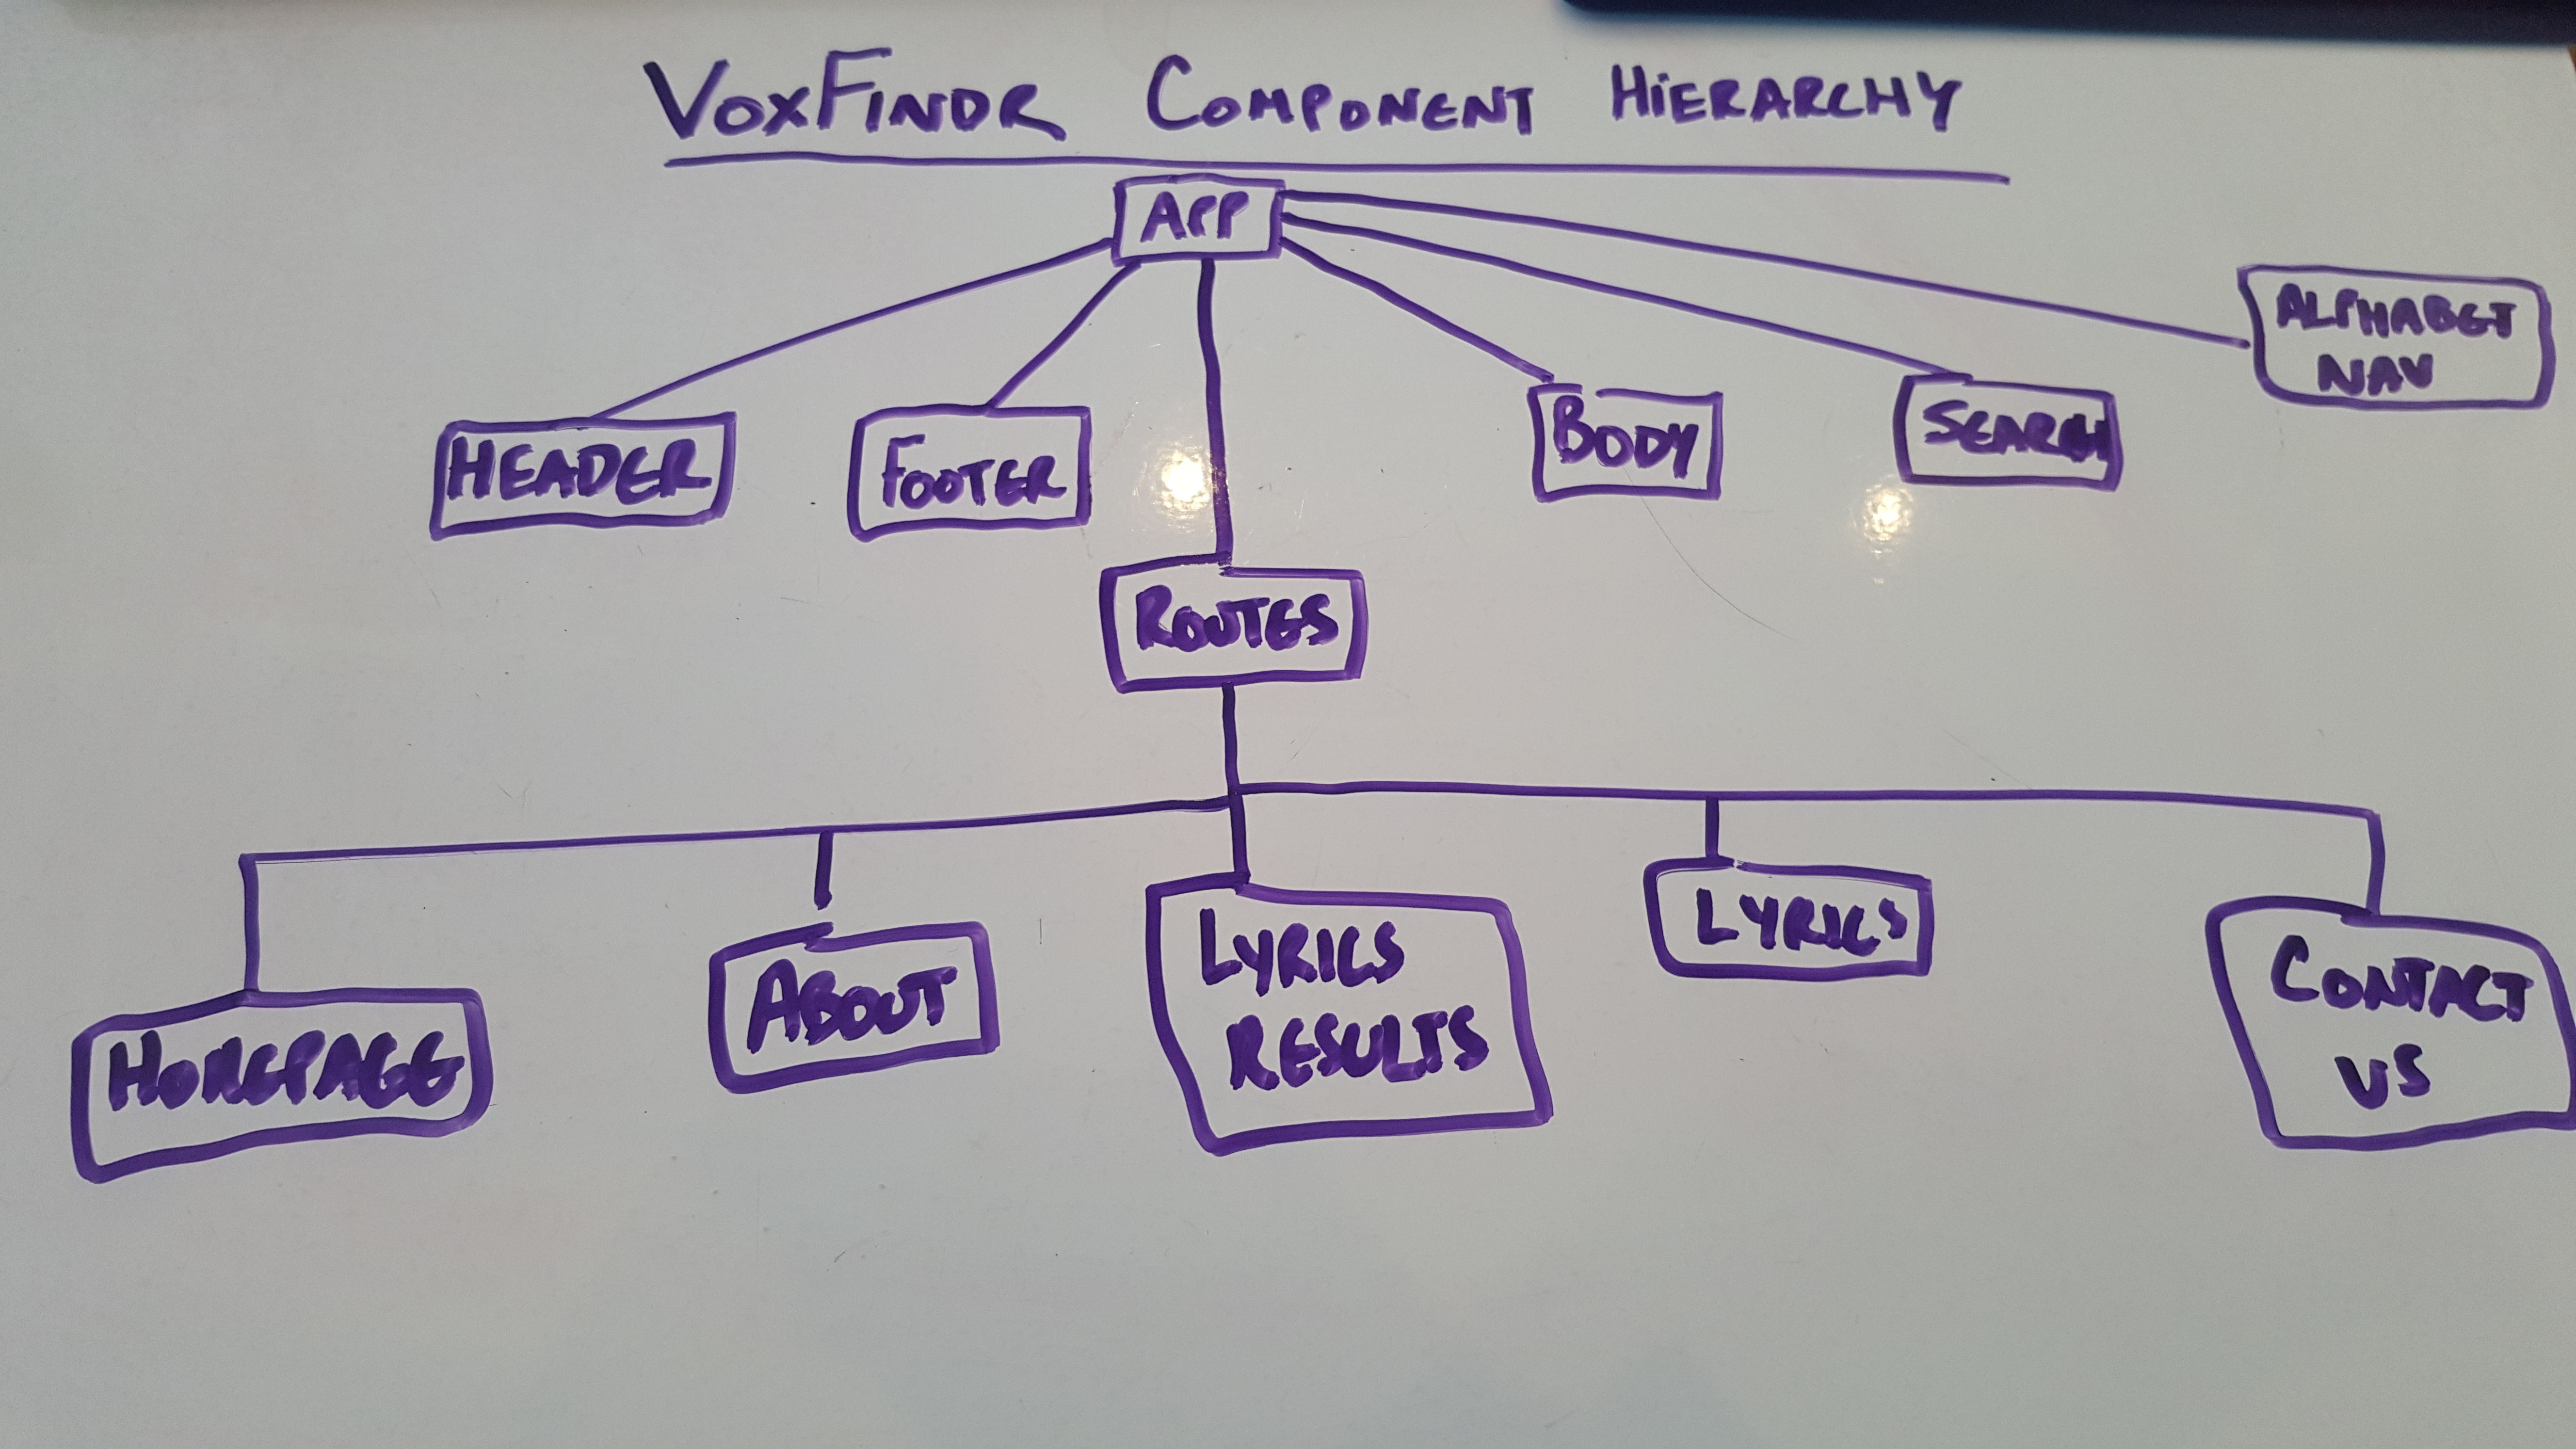 VOXFINDR COMPONENT HIERARCHY
APP
ALPHABET
NAV
HEADER
FOOTER
BODY
SEARCH
ROUTES
HOMEPAGE
ABOUT
LYRICS
RESULTS
LYRICS
CONTACT
US